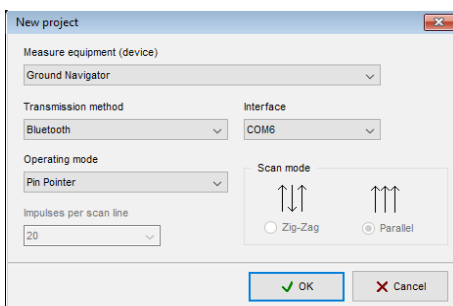 New project
Measure equipment (device)
Ground Navigator
Transmission method
Interface
Bluetooth
COM6
Operating mode
Scan mode
Pin Pointer
Impulses per scan line
20
Zig-Zag
Parallel
OK
Cancel